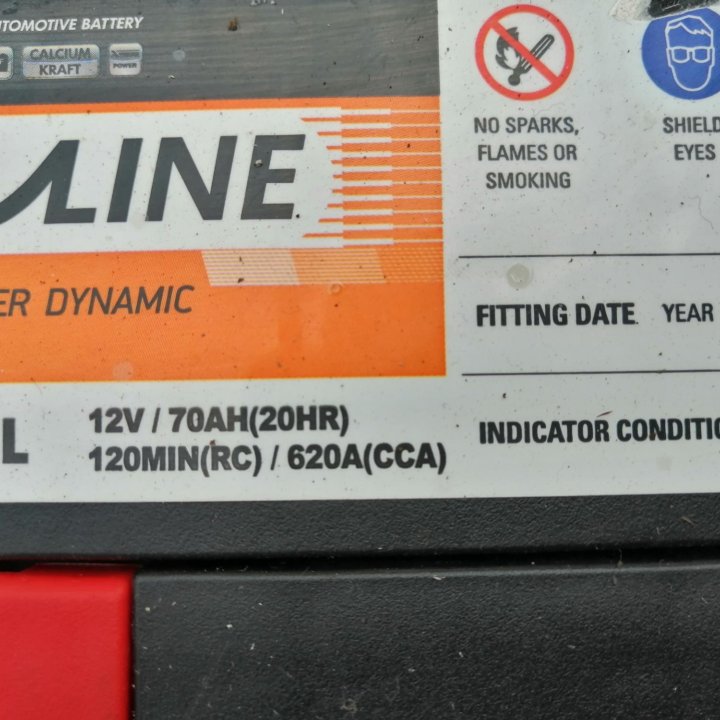 AUTOMOTIVE BATTERY
CALCIUM
KRAFT
POWER
LINE
ER DYNAMIC
L
12V / 70AH(20HR)
120MIN(RC) / 620A(CCA)
NO SPARKS,
FLAMES OR
SMOKING
SHIELD
EYES
FITTING DATE YEAR
INDICATOR CONDITIO